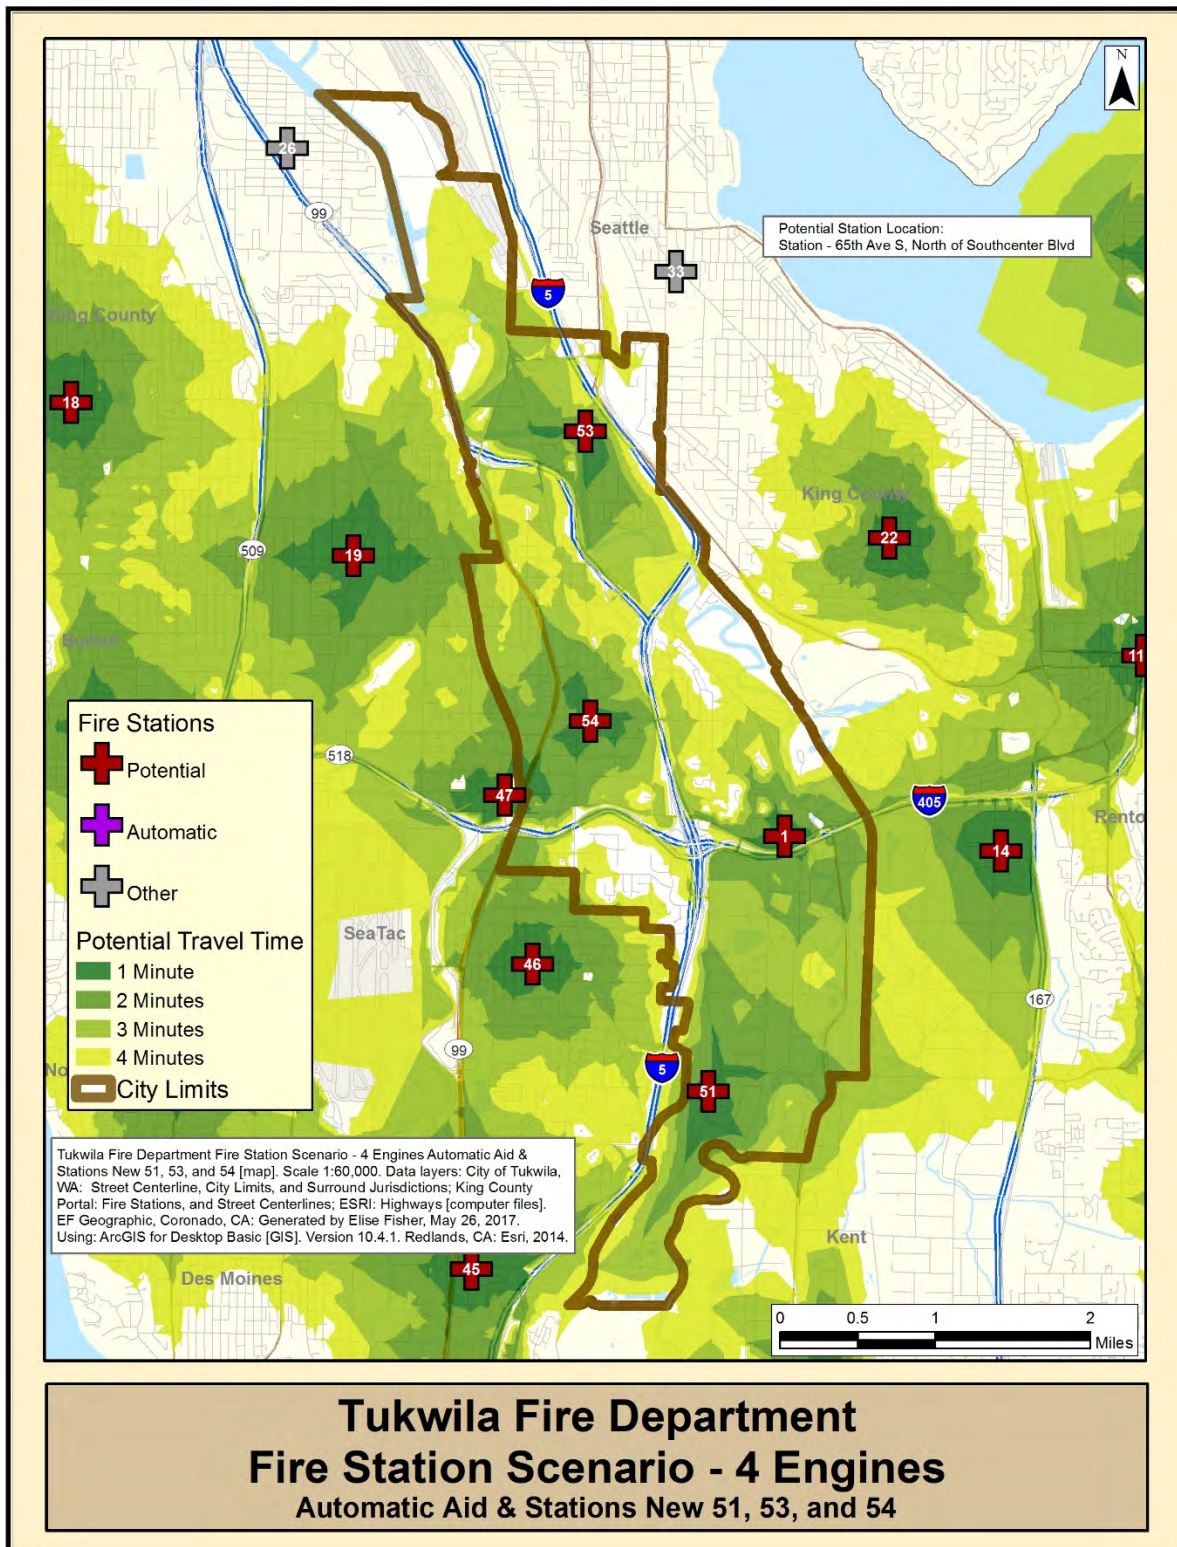 N
26
99
Seattle
33
Potential Station Location:
Station - 65th Ave S, North of Southcenter Blvd
5
King County
18
53
King County
22
509
19
Burien
11
54
518
47
405
1
14
Rento
SeaTac
46
167
99
5
51
No
Kent
45
Des Moines
Fire Stations
Potential
Automatic
Other
Potential Travel Time
1 Minute
2 Minutes
3 Minutes
4 Minutes
City Limits
Tukwila Fire Department Fire Station Scenario - 4 Engines Automatic Aid &
Stations New 51, 53, and 54 [map]. Scale 1:60,000. Data layers: City of Tukwila,
WA: Street Centerline, City Limits, and Surround Jurisdictions; King County
Portal: Fire Stations, and Street Centerlines; ESRI: Highways [computer files].
EF Geographic, Coronado, CA: Generated by Elise Fisher, May 26, 2017.
Using: ArcGIS for Desktop Basic [GIS]. Version 10.4.1. Redlands, CA: Esri, 2014.
0 0.5 1 2
Miles
Tukwila Fire Department
Fire Station Scenario - 4 Engines
Automatic Aid & Stations New 51, 53, and 54